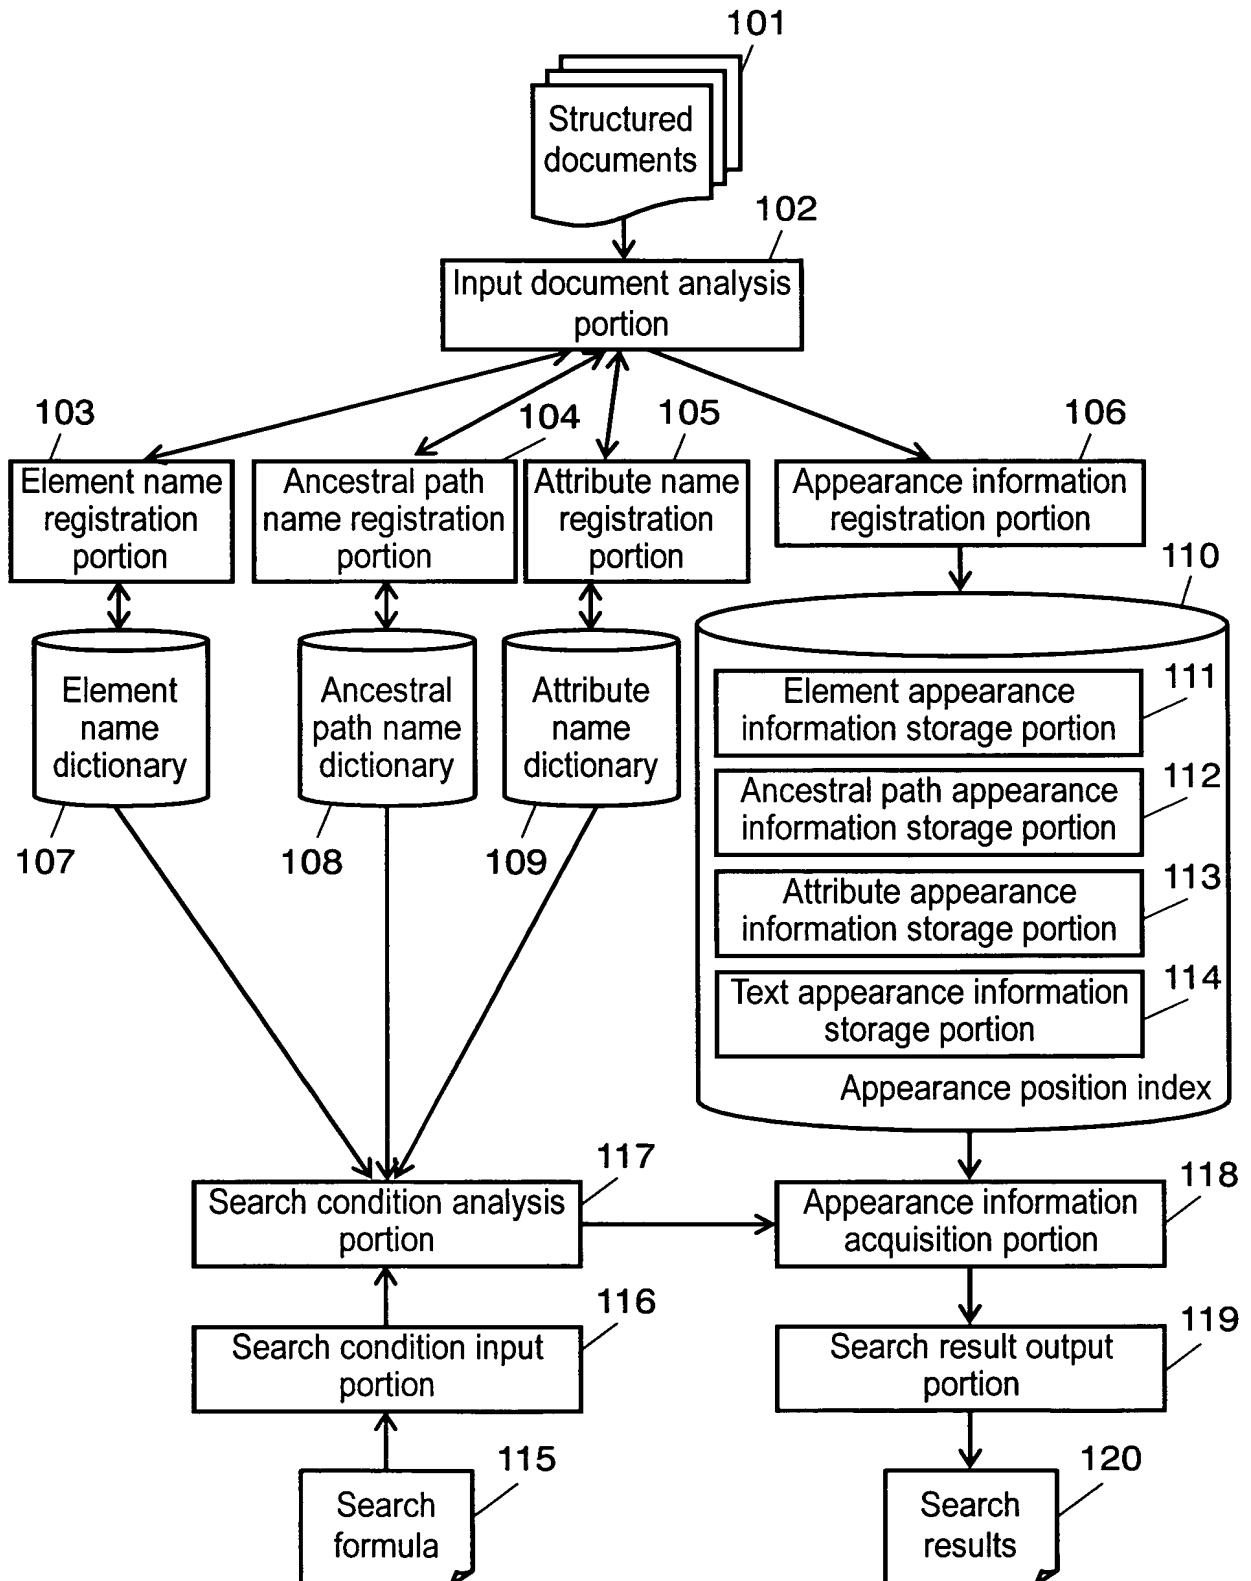 101
Structured
documents
102
Input document analysis
portion
103
104
105
106
Element name
registration
portion
Ancestral path
name registration
portion
Attribute name
registration
portion
Appearance information
registration portion
110
Element
name
dictionary
Ancestral
path name
dictionary
Attribute
name
dictionary
107
108
109
Element appearance
information storage portion
111
Ancestral path appearance
information storage portion
112
Attribute appearance
information storage portion
113
Text appearance information
storage portion
114
Appearance position index
117
Search condition analysis
portion
118
Appearance information
acquisition portion
116
Search condition input
portion
119
Search result output
portion
115
Search
formula
120
Search
results